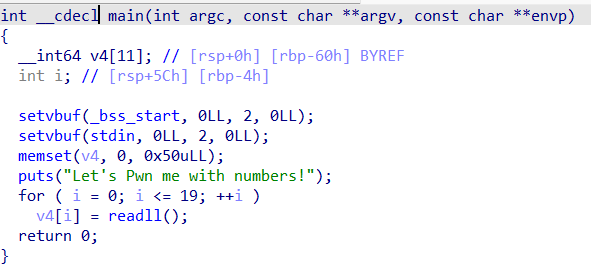 int __cdecl main(int argc, const char **argv, const char **envp)
{
  __int64 v4[11]; // [rsp+0h] [rbp-60h] BYREF
  int i; // [rsp+5Ch] [rbp-4h]

  setvbuf(_bss_start, 0LL, 2, 0LL);
  setvbuf(stdin, 0LL, 2, 0LL);
  memset(v4, 0, 0x50uLL);
  puts("Let's Pwn me with numbers!");
  for ( i = 0; i <= 19; ++i )
    v4[i] = readll();
  return 0;
}